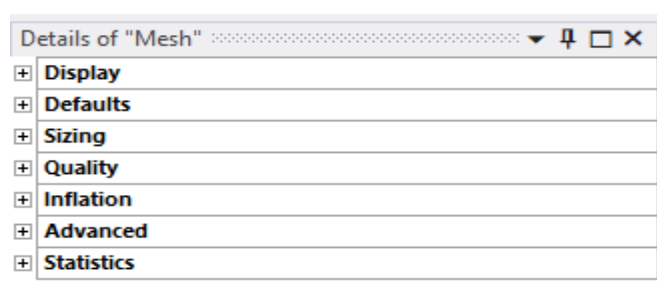 Details of "Mesh"
Display
Defaults
Sizing
Quality
Inflation
Advanced
Statistics